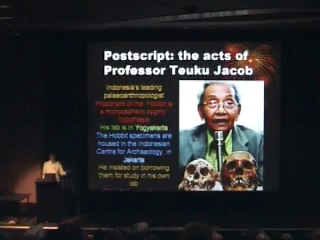 Postscript: the acts of
Professor Teuku Jacob
Indonesia's leading
palaeoanthropologist
Proponent of the 'Hobbit is
a microcephalic pygmy'
hypothesis
His lab is in Yogyakarta
The Hobbit specimens are
housed in the Indonesian
Centre for Archaeology, in
Jakarta
He insisted on borrowing
them for study in his own
lab